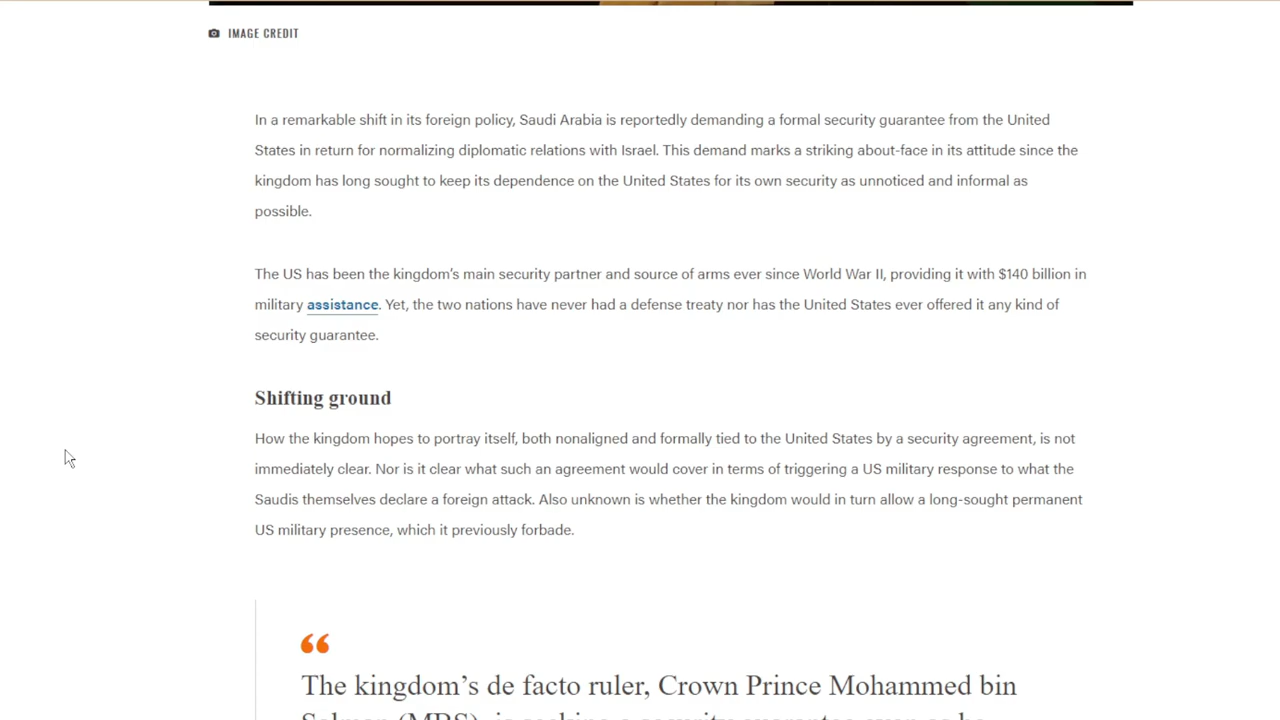 IMAGE CREDIT
In a remarkable shift in its foreign policy, Saudi Arabia is reportedly demanding a formal security guarantee from the United
States in return for normalizing diplomatic relations with Israel. This demand marks a striking about-face in its attitude since the
kingdom has long sought to keep its dependence on the United States for its own security as unnoticed and informal as
possible.
The US has been the kingdom's main security partner and source of arms ever since World War II, providing it with $140 billion in
military assistance. Yet, the two nations have never had a defense treaty nor has the United States ever offered it any kind of
security guarantee.
Shifting ground
How the kingdom hopes to portray itself, both nonaligned and formally tied to the United States by a security agreement, is not
immediately clear. Nor is it clear what such an agreement would cover in terms of triggering a US military response to what the
Saudis themselves declare a foreign attack. Also unknown is whether the kingdom would in turn allow a long-sought permanent
US military presence, which it previously forbade.
“
The kingdom's de facto ruler, Crown Prince Mohammed bin
Salman (MBS), is seeking a security guarantee even as he